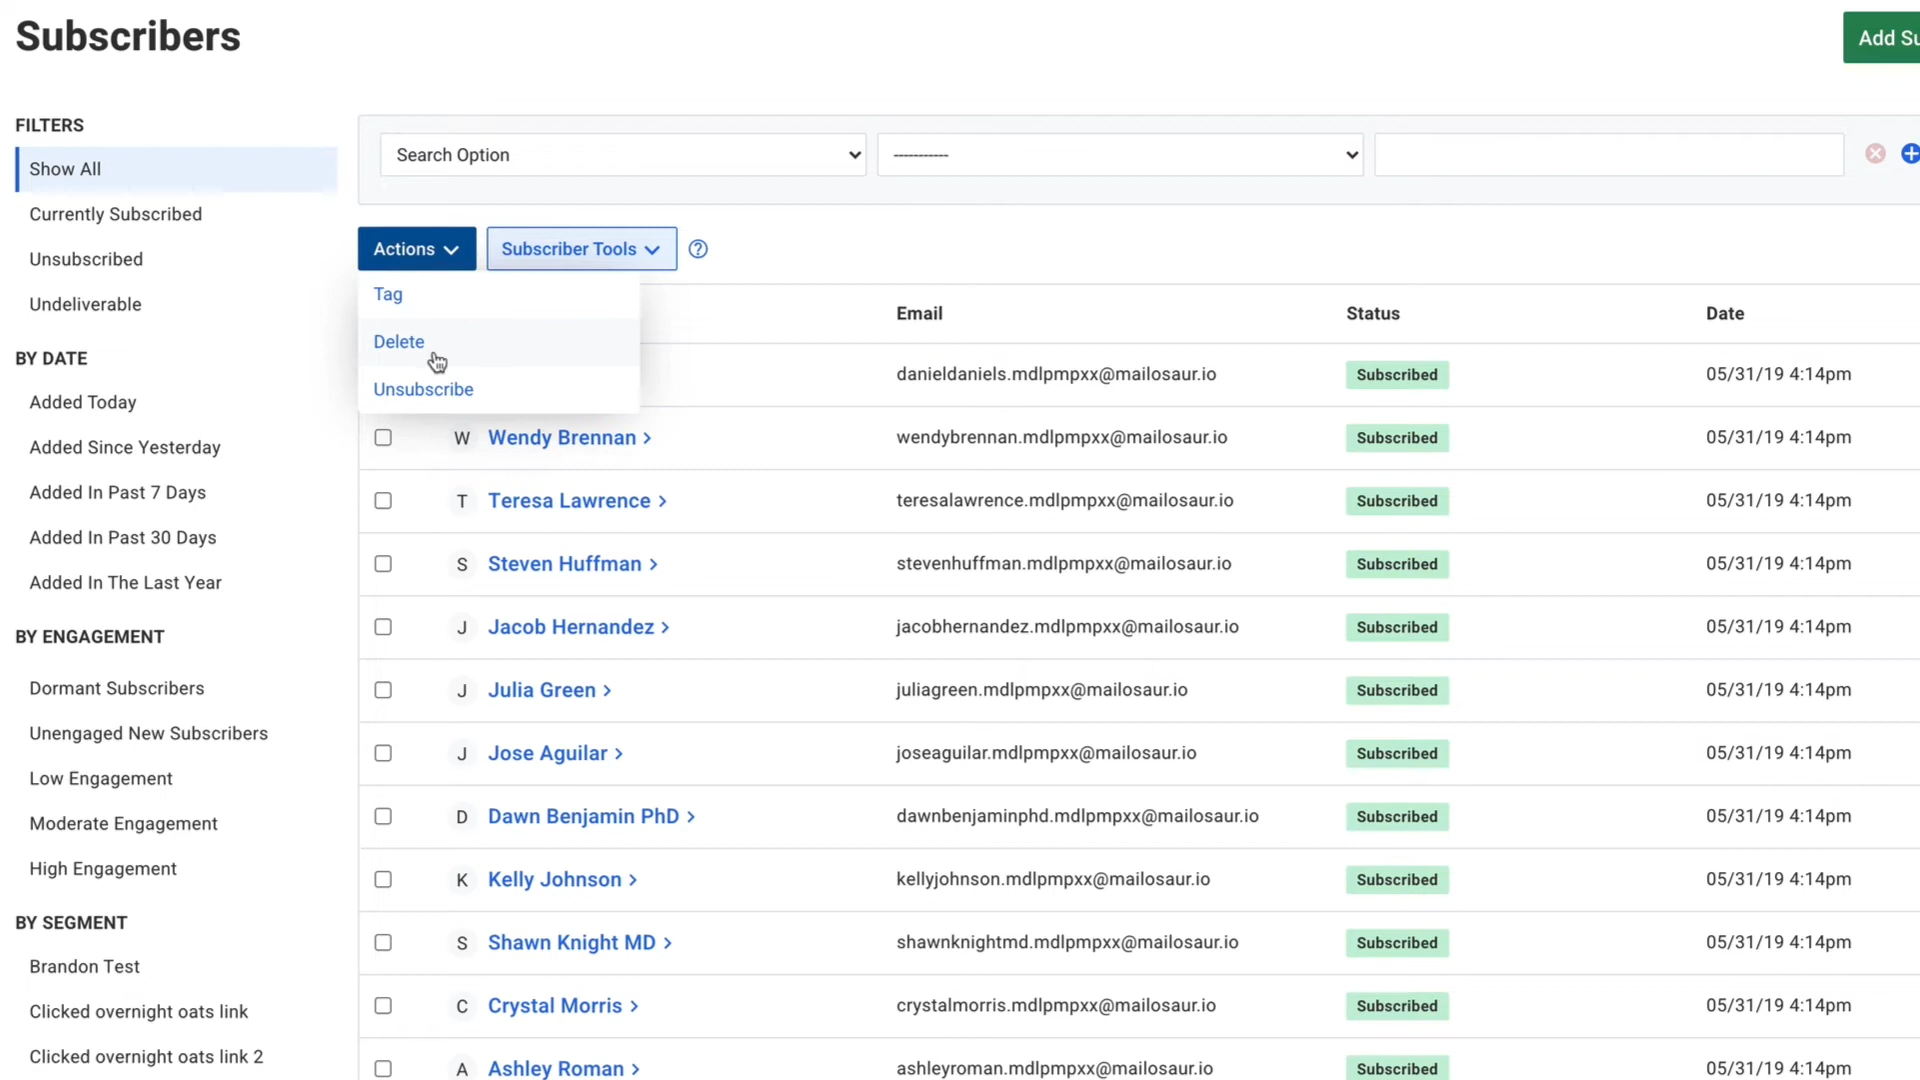 Subscribers
Add Su
FILTERS
Show All
Currently Subscribed
Unsubscribed
Undeliverable
BY DATE
Added Today
Added Since Yesterday
Added In Past 7 Days
Added In Past 30 Days
Added In The Last Year
BY ENGAGEMENT
Dormant Subscribers
Unengaged New Subscribers
Low Engagement
Moderate Engagement
High Engagement
BY SEGMENT
Brandon Test
Clicked overnight oats link
Clicked overnight oats link 2
Search Option -----------
Actions Subscriber Tools ?
Tag
Delete
Unsubscribe
Email Status Date
danieldaniels.mdlpmpxx@mailosaur.io Subscribed 05/31/19 4:14pm
W Wendy Brennan > wendybrennan.mdlpmpxx@mailosaur.io Subscribed 05/31/19 4:14pm
T Teresa Lawrence > teresalawrence.mdlpmpxx@mailosaur.io Subscribed 05/31/19 4:14pm
S Steven Huffman > stevenhuffman.mdlpmpxx@mailosaur.io Subscribed 05/31/19 4:14pm
J Jacob Hernandez > jacobhernandez.mdlpmpxx@mailosaur.io Subscribed 05/31/19 4:14pm
J Julia Green > juliagreen.mdlpmpxx@mailosaur.io Subscribed 05/31/19 4:14pm
J Jose Aguilar > joseaguilar.mdlpmpxx@mailosaur.io Subscribed 05/31/19 4:14pm
D Dawn Benjamin PhD > dawnbenjaminphd.mdlpmpxx@mailosaur.io Subscribed 05/31/19 4:14pm
K Kelly Johnson > kellyjohnson.mdlpmpxx@mailosaur.io Subscribed 05/31/19 4:14pm
S Shawn Knight MD > shawnknightmd.mdlpmpxx@mailosaur.io Subscribed 05/31/19 4:14pm
C Crystal Morris > crystalmorris.mdlpmpxx@mailosaur.io Subscribed 05/31/19 4:14pm
A Ashley Roman > ashleyroman.mdlpmpxx@mailosaur.io Subscribed 05/31/19 4:14pm